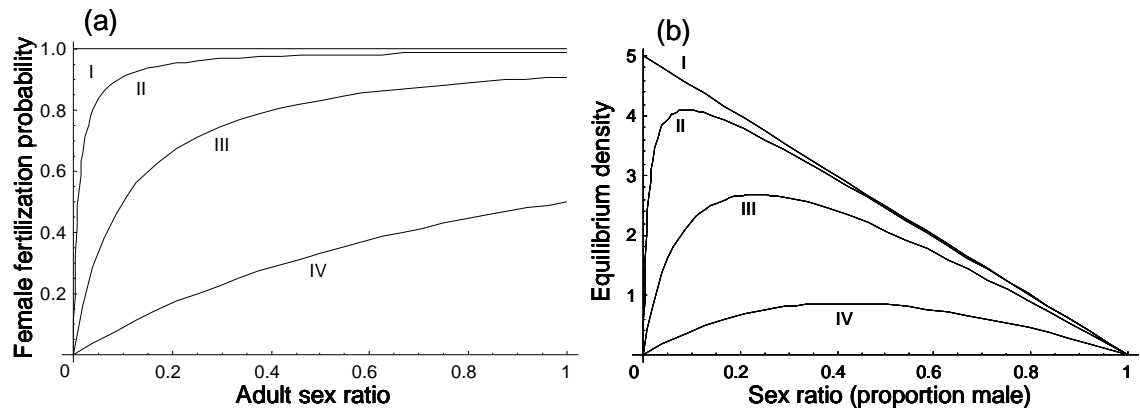 (a)
Female fertilization probability
1.0
0.8
0.6
0.4
0.2
I
II
III
IV
0 0.2 0.4 0.6 0.8 1
Adult sex ratio
(b)
Equilibrium density
5
4
3
2
1
0
I
II
III
IV
0 0.2 0.4 0.6 0.8 1
Sex ratio (proportion male)